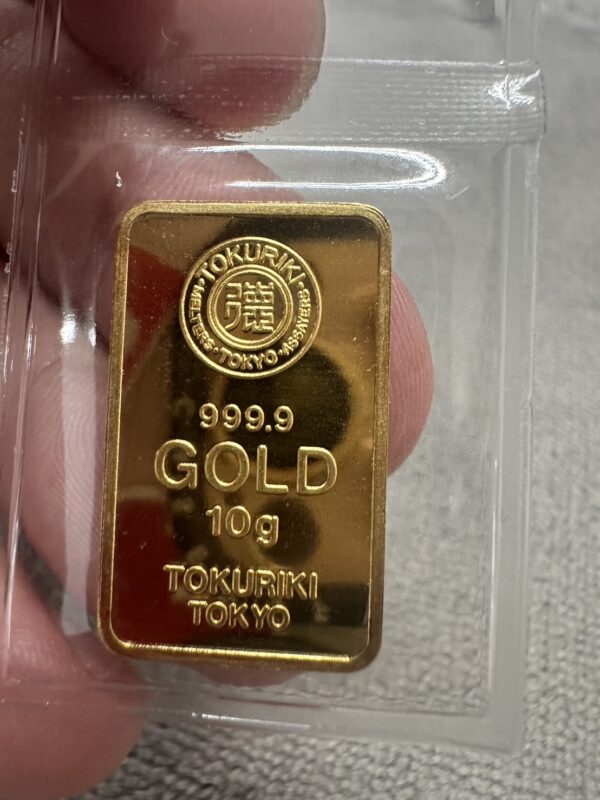 TOKURIKI
MELTERS · TOKYO · ASSAYERS
999.9
GOLD
10g
TOKURIKI
TOKYO